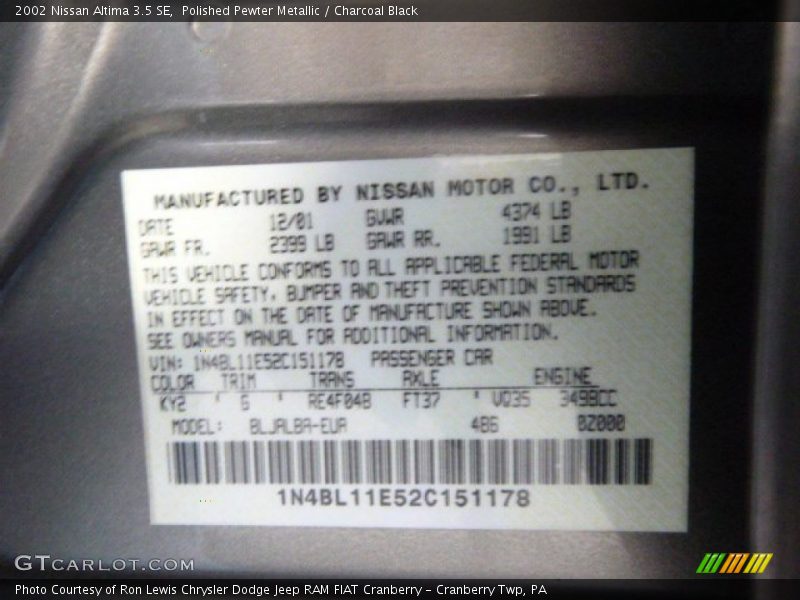 2002 Nissan Altima 3.5 SE, Polished Pewter Metallic / Charcoal Black
MANUFACTURED BY NISSAN MOTOR CO., LTD.
DATE 12/01 GVWR 4374 LB
GAWR FR. 2399 LB GAWR RR. 1991 LB
THIS VEHICLE CONFORMS TO ALL APPLICABLE FEDERAL MOTOR
VEHICLE SAFETY, BUMPER AND THEFT PREVENTION STANDARDS
IN EFFECT ON THE DATE OF MANUFACTURE SHOWN ABOVE.
SEE OWNERS MANUAL FOR ADDITIONAL INFORMATION.
VIN: 1N4BL11E52C151178 PASSENGER CAR
COLOR TRIM TRANS AXLE ENGINE
KY2 ' G ' RE4F04B FT37 ' VQ35 3498CC
MODEL: BLJALBA-EUA 4B6 0Z000
1N4BL11E52C151178
GTCARLOT.COM
Photo Courtesy of Ron Lewis Chrysler Dodge Jeep RAM FIAT Cranberry – Cranberry Twp, PA